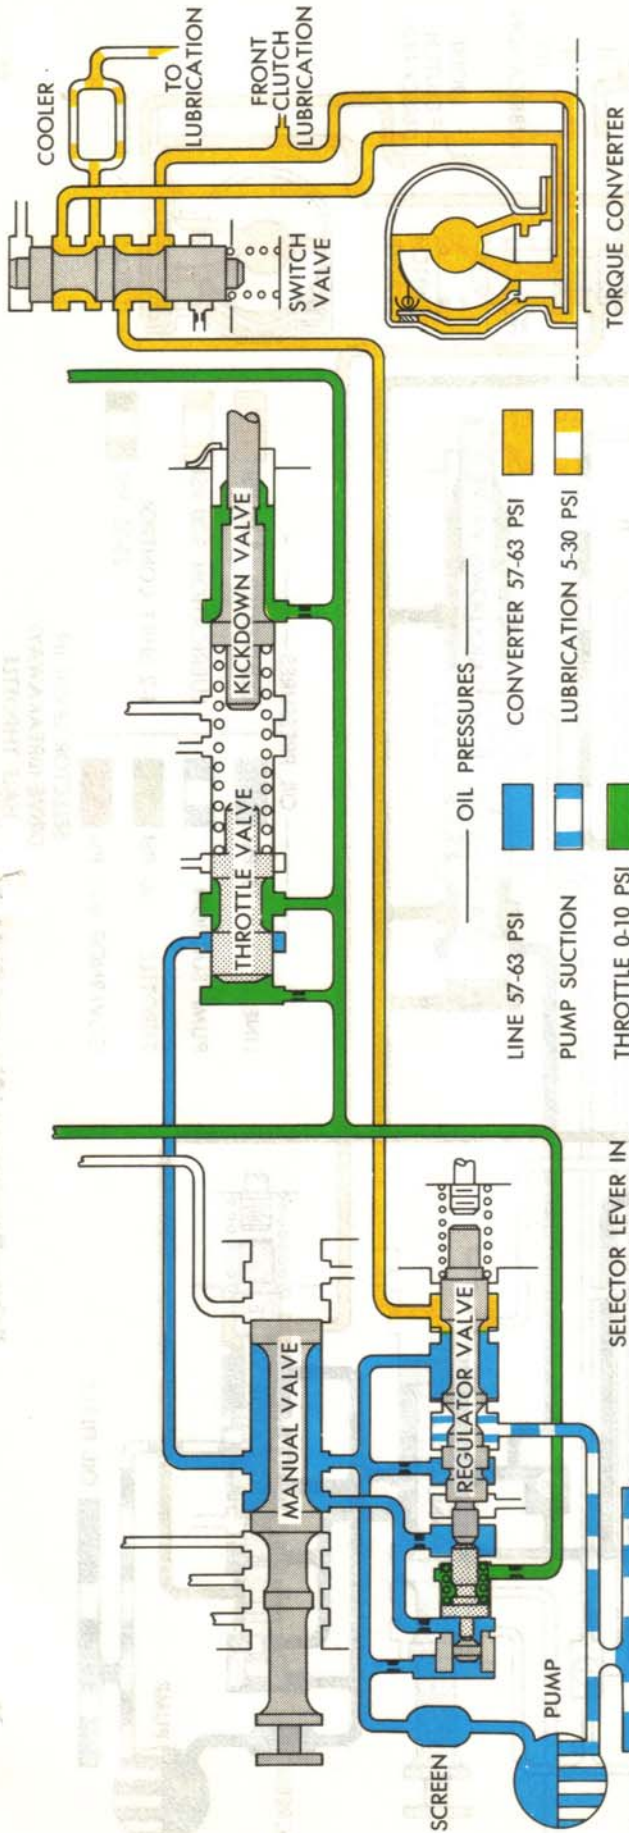 COOLER
TO
LUBRICATION
FRONT
CLUTCH
LUBRICATION
SWITCH
VALVE
TORQUE CONVERTER
KICKDOWN VALVE
THROTTLE VALVE
MANUAL VALVE
REGULATOR VALVE
SCREEN
PUMP
OIL PRESSURES
LINE 57-63 PSI
CONVERTER 57-63 PSI
PUMP SUCTION
LUBRICATION 5-30 PSI
THROTTLE 0-10 PSI
SELECTOR LEVER IN